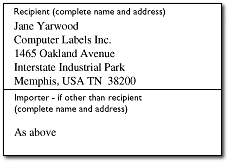 Recipient (complete name and address)
Jane Yarwood
Computer Labels Inc.
1465 Oakland Avenue
Interstate Industrial Park
Memphis, USA TN  38200
Importer - if other than recipient
(complete name and address)
As above